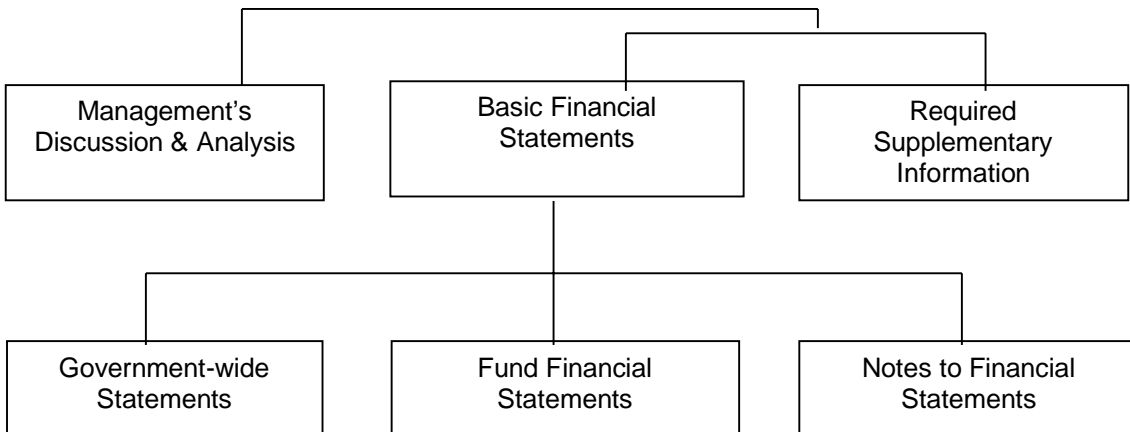 Management’s
Discussion & Analysis
Basic Financial
Statements
Required
Supplementary
Information
Government-wide
Statements
Fund Financial
Statements
Notes to Financial
Statements